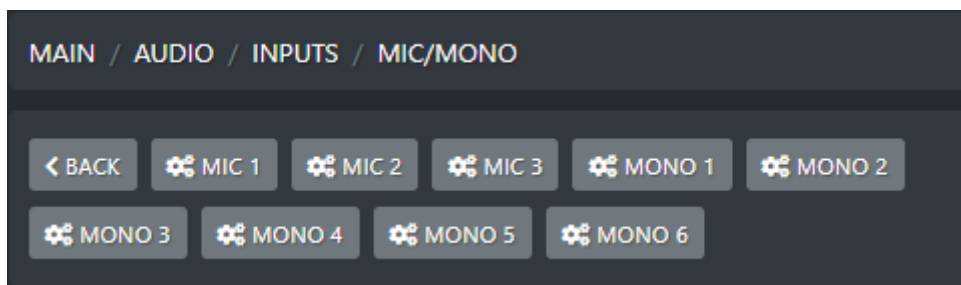 MAIN / AUDIO / INPUTS / MIC/MONO
BACK MIC 1 MIC 2 MIC 3 MONO 1 MONO 2
MONO 3 MONO 4 MONO 5 MONO 6